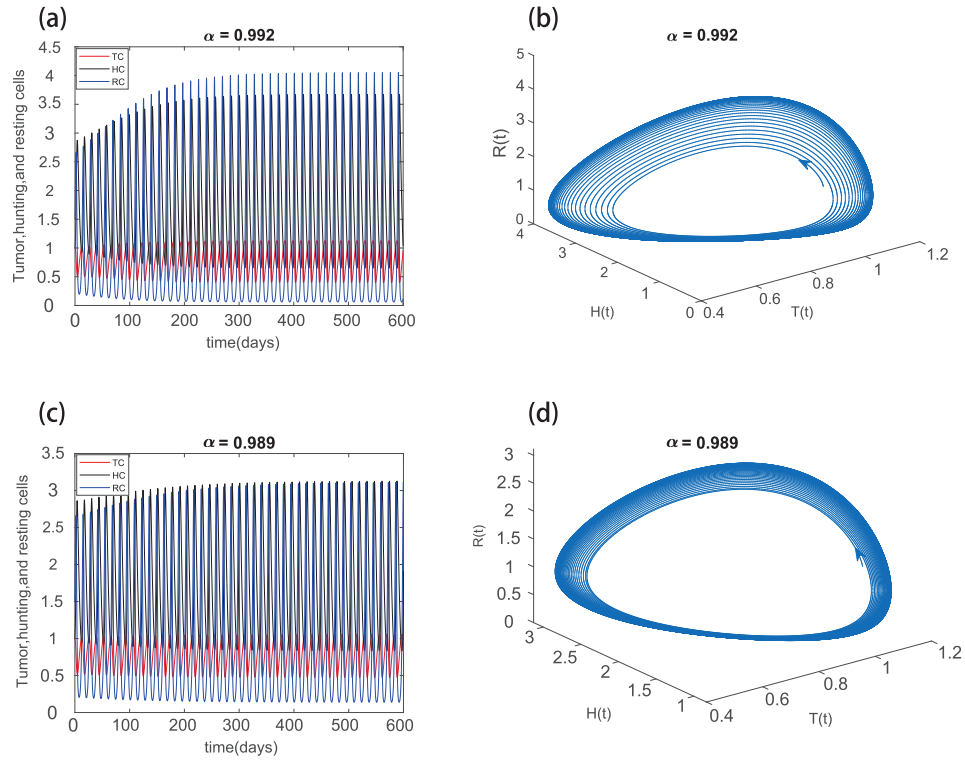 (a)
α = 0.992
TC
HC
RC
4.5
4
3.5
3
2.5
2
1.5
1
0.5
0
0 100 200 300 400 500 600
time(days)
Tumor,hunting,and resting cells
(b)
α = 0.992
5
4
3
2
1
0
R(t)
4
3
2
1
0
H(t)
0.4
0.6
0.8
1
1.2
T(t)
(c)
α = 0.989
TC
HC
RC
3.5
3
2.5
2
1.5
1
0.5
0
0 100 200 300 400 500 600
time(days)
Tumor,hunting,and resting cells
(d)
α = 0.989
3
2.5
2
1.5
1
0.5
0
R(t)
3
2.5
2
1.5
1
H(t)
0.4
0.6
0.8
1
1.2
T(t)